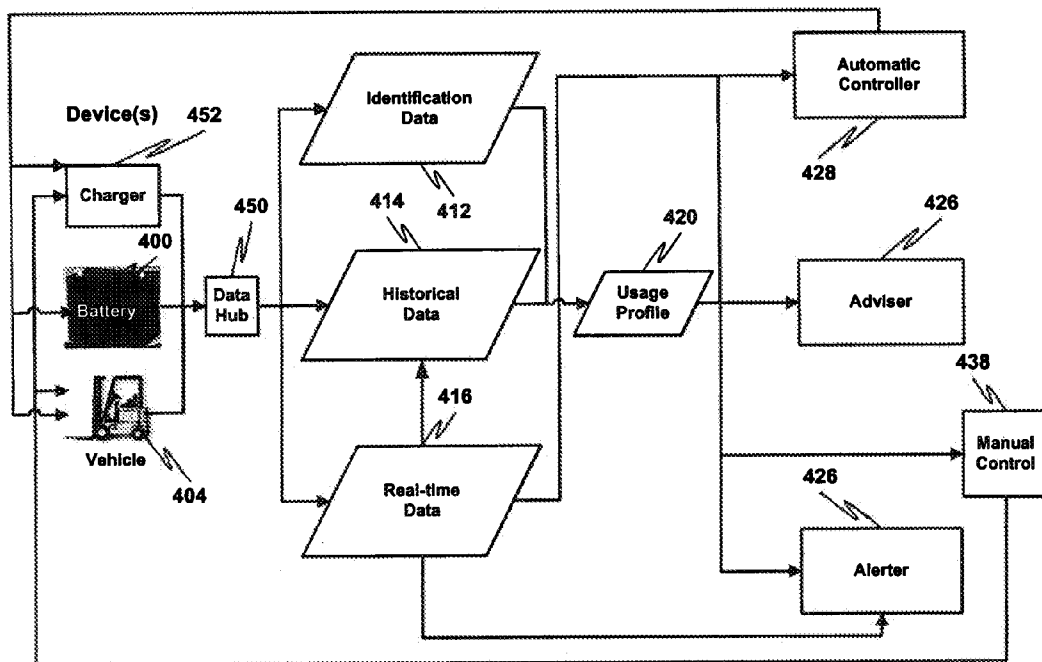 Automatic
Controller
428
Identification
Data
412
Device(s)
452
Charger
400
Battery
450
Data
Hub
414
Historical
Data
420
Usage
Profile
426
Adviser
438
Manual
Control
Vehicle
404
416
Real-time
Data
426
Alerter